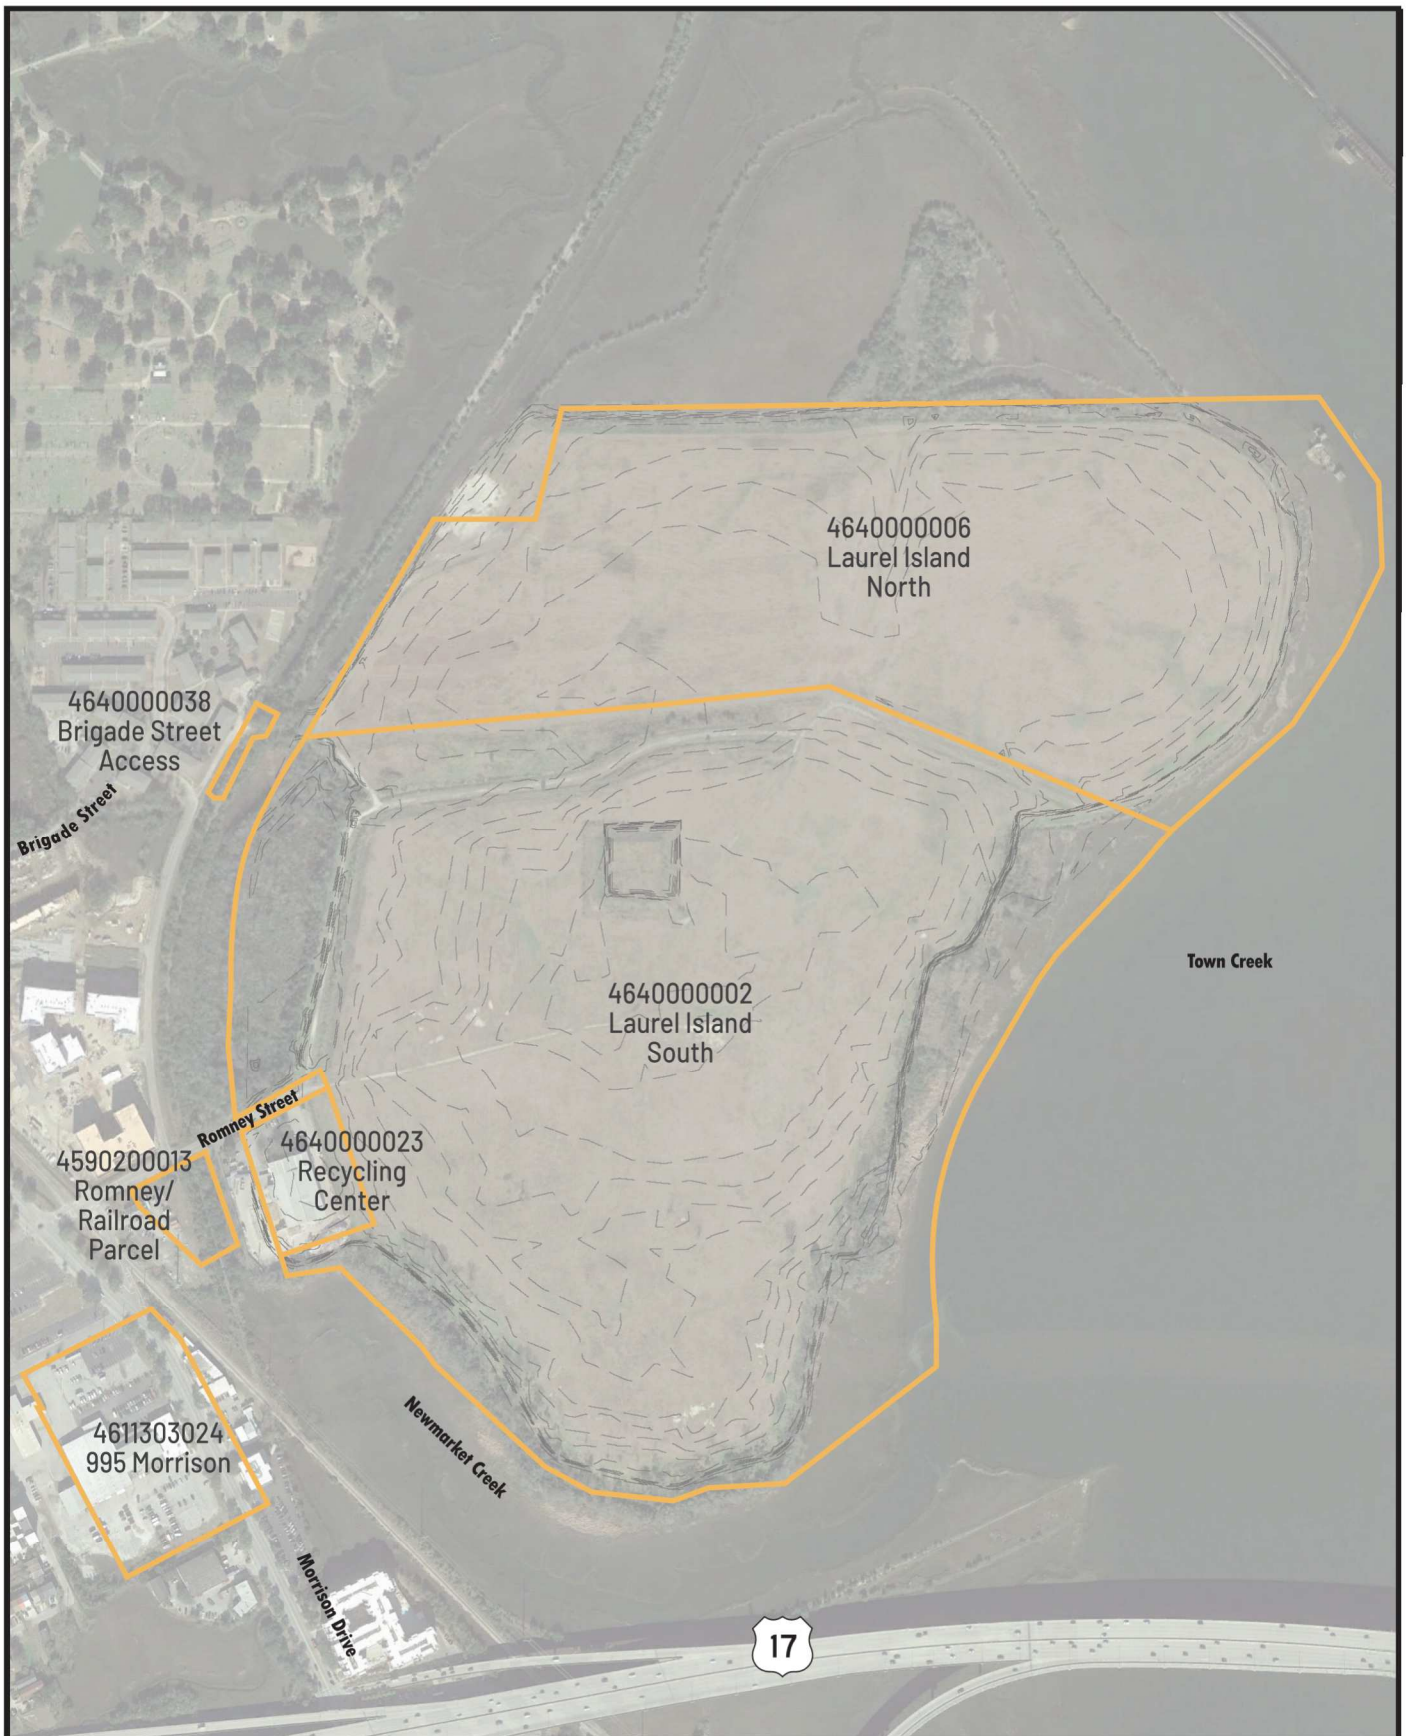 4640000006
Laurel Island
North
4640000038
Brigade Street
Access
Brigade Street
Town Creek
4640000002
Laurel Island
South
Romney Street
4640000023
Recycling
Center
4590200013
Romney/
Railroad
Parcel
4611303024
995 Morrison
Newmarket Creek
Morrison Drive
17